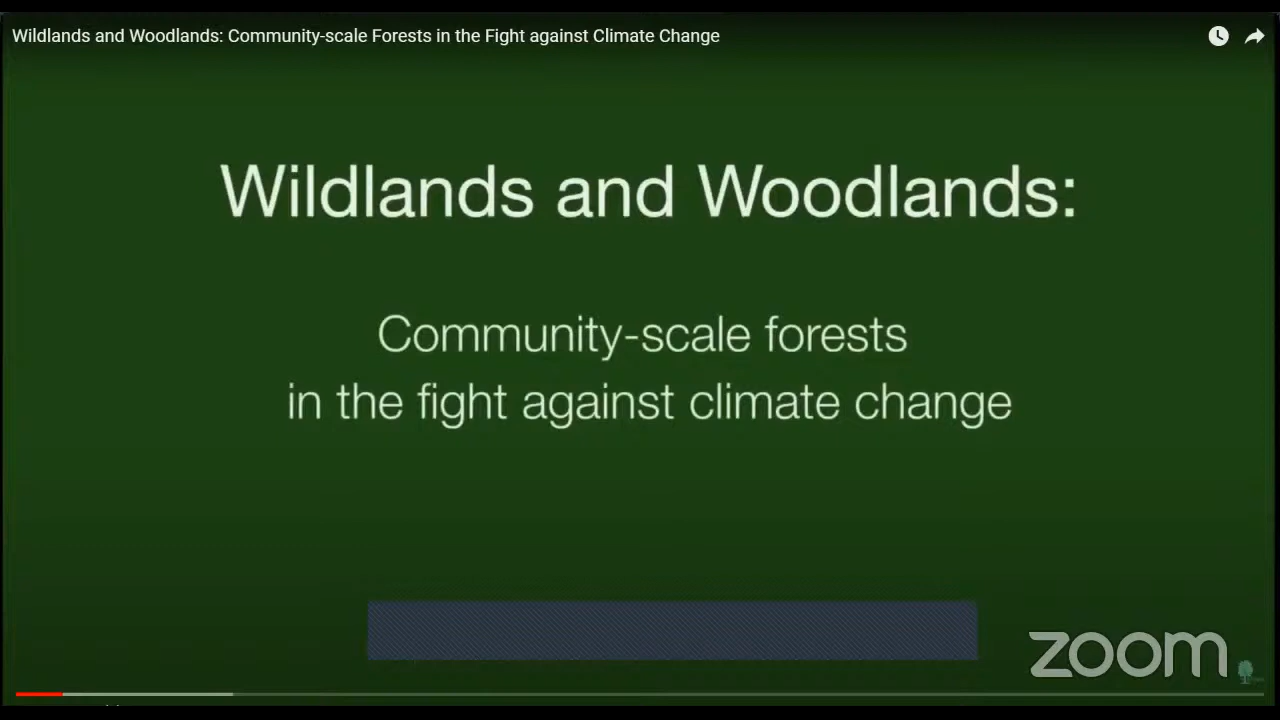 Wildlands and Woodlands: Community-scale Forests in the Fight against Climate Change
Wildlands and Woodlands:
Community-scale forests
in the fight against climate change
zoom